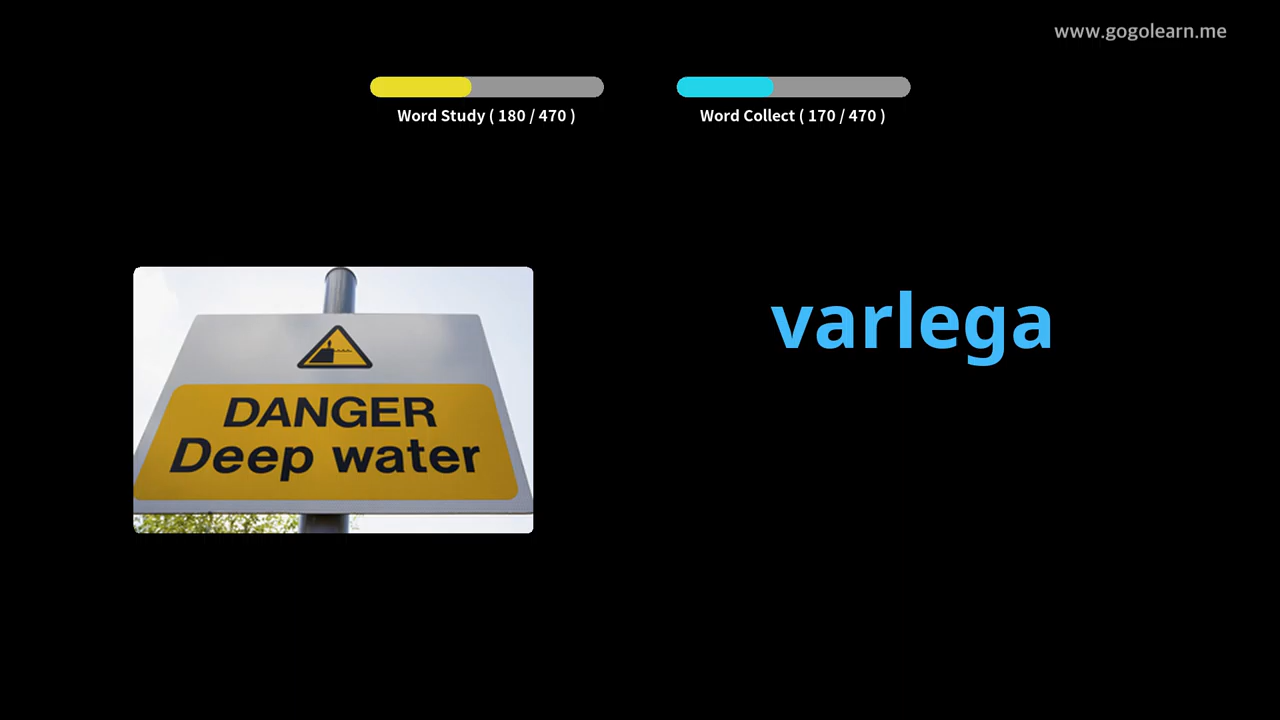 www.gogolearn.me
Word Study ( 180 / 470 )
Word Collect ( 170 / 470 )
varlega
DANGER
Deep water